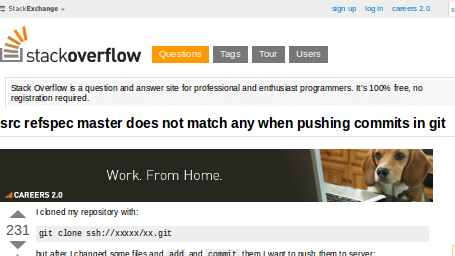 StackExchange
sign up log in careers 2.0
stackoverflow
Questions Tags Tour Users
Stack Overflow is a question and answer site for professional and enthusiast programmers. It's 100% free, no
registration required.
src refspec master does not match any when pushing commits in git
Work. From Home.
CAREERS 2.0
I cloned my repository with:
231
git clone ssh://xxxxx/xx.git
but after I changed some files and add and commit them I want to push them to server: